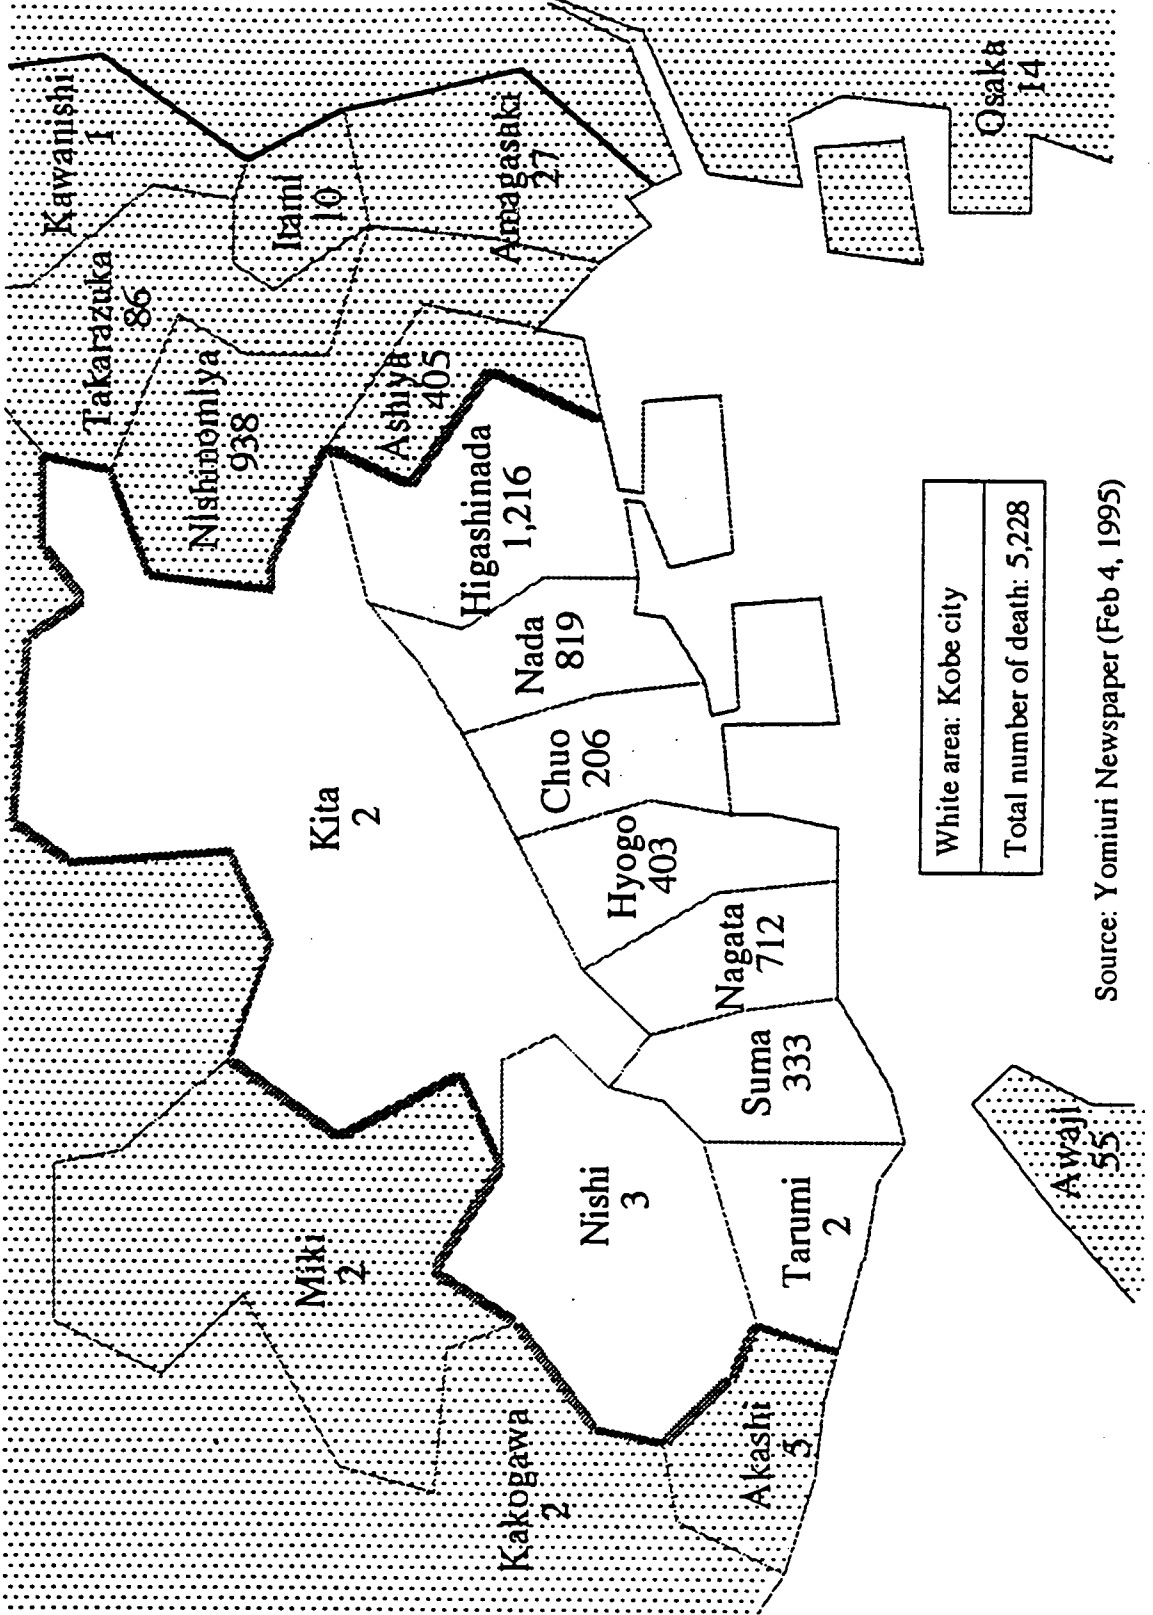 Kawanishi
1
Takarazuka
86
Nishinomiya
938
Itami
10
Miki
2
Kita
2
Ashiya
405
Higashinada
1,216
Amagasaki
27
Kakogawa
2
Nada
819
Chuo
206
Nishi
3
Hyogo
403
Nagata
712
Suma
333
Akashi
Tarumi
2
White area: Kobe city
Total number of death: 5,228
Osaka
14
Awaji
55
Source: Yomiuri Newspaper (Feb 4, 1995)